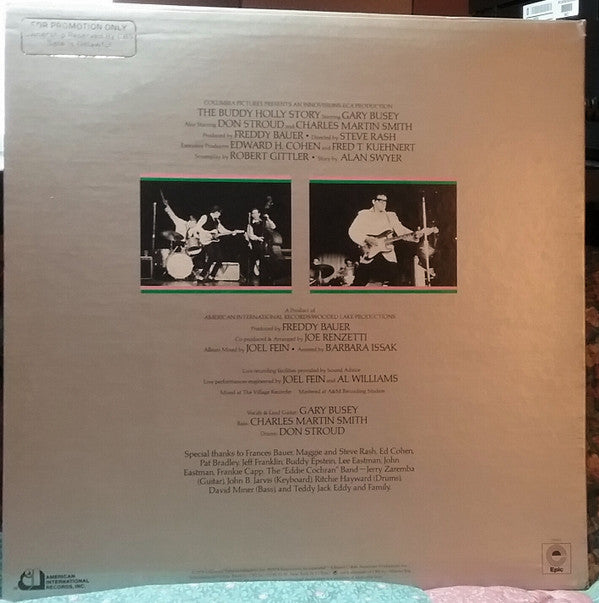 FOR PROMOTION ONLY
Ownership Reserved by CBS
Sale is Unlawful
COLUMBIA PICTURES PRESENTS AN INNOVISIONS-ECA PRODUCTION
THE BUDDY HOLLY STORY Starring GARY BUSEY
Also Starring DON STROUD and CHARLES MARTIN SMITH
Produced by FREDDY BAUER • Directed by STEVE RASH
Executive Producers EDWARD H. COHEN and FRED T. KUEHNERT
Screenplay by ROBERT GITTLER • Story by ALAN SWYER
A Product of
AMERICAN INTERNATIONAL RECORDS/WOODED LAKE PRODUCTIONS
Produced by FREDDY BAUER
Co-produced & Arranged by JOE RENZETTI
Album Mixed by JOEL FEIN • Assisted by BARBARA ISSAK
Live recording facilities provided by Sound Advice
Live performances engineered by JOEL FEIN and AL WILLIAMS
Mixed at The Village Recorder Mastered at A&M Recording Studios
Vocals & Lead Guitar: GARY BUSEY
Bass: CHARLES MARTIN SMITH
Drums: DON STROUD
Special thanks to Frances Bauer, Maggie and Steve Rash, Ed Cohen,
Pat Bradley, Jeff Franklin, Buddy Epstein, Lee Eastman, John
Eastman, Frankie Capp, The "Eddie Cochran" Band—Jerry Zaremba
(Guitar), John B. Jarvis (Keyboard), Ritchie Hayward (Drums),
David Miner (Bass), and Teddy Jack Eddy and Family.
AMERICAN
INTERNATIONAL
RECORDS, INC.
Epic